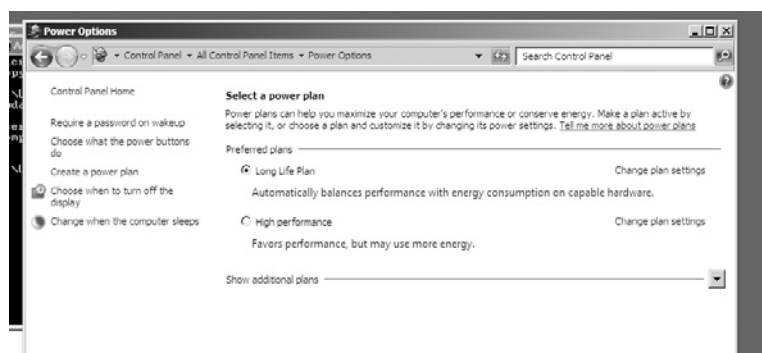 Power Options
Control Panel
All Control Panel Items
Power Options
Search Control Panel
Control Panel Home
Require a password on wakeup
Choose what the power buttons
do
Create a power plan
Choose when to turn off the
display
Change when the computer sleeps
Select a power plan
Power plans can help you maximize your computer's performance or conserve energy. Make a plan active by
selecting it, or choose a plan and customize it by changing its power settings. Tell me more about power plans
Preferred plans
Long Life Plan Change plan settings
Automatically balances performance with energy consumption on capable hardware.
High performance Change plan settings
Favors performance, but may use more energy.
Show additional plans